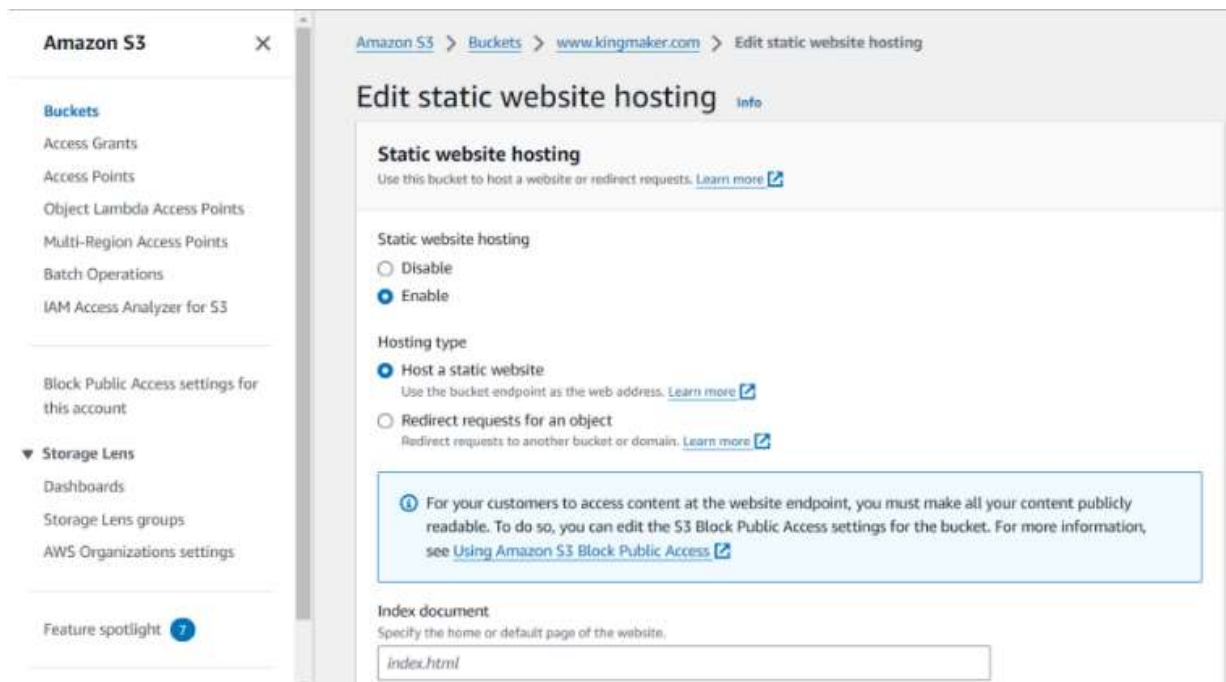 Amazon S3
Buckets
Access Grants
Access Points
Object Lambda Access Points
Multi-Region Access Points
Batch Operations
IAM Access Analyzer for S3
Block Public Access settings for
this account
Storage Lens
Dashboards
Storage Lens groups
AWS Organizations settings
Feature spotlight 7
Amazon S3 > Buckets > www.kingmaker.com > Edit static website hosting
Edit static website hosting Info
Static website hosting
Use this bucket to host a website or redirect requests. Learn more
Static website hosting
Disable
Enable
Hosting type
Host a static website
Use the bucket endpoint as the web address. Learn more
Redirect requests for an object
Redirect requests to another bucket or domain. Learn more
For your customers to access content at the website endpoint, you must make all your content publicly
readable. To do so, you can edit the S3 Block Public Access settings for the bucket. For more information,
see Using Amazon S3 Block Public Access
Index document
Specify the home or default page of the website.
index.html